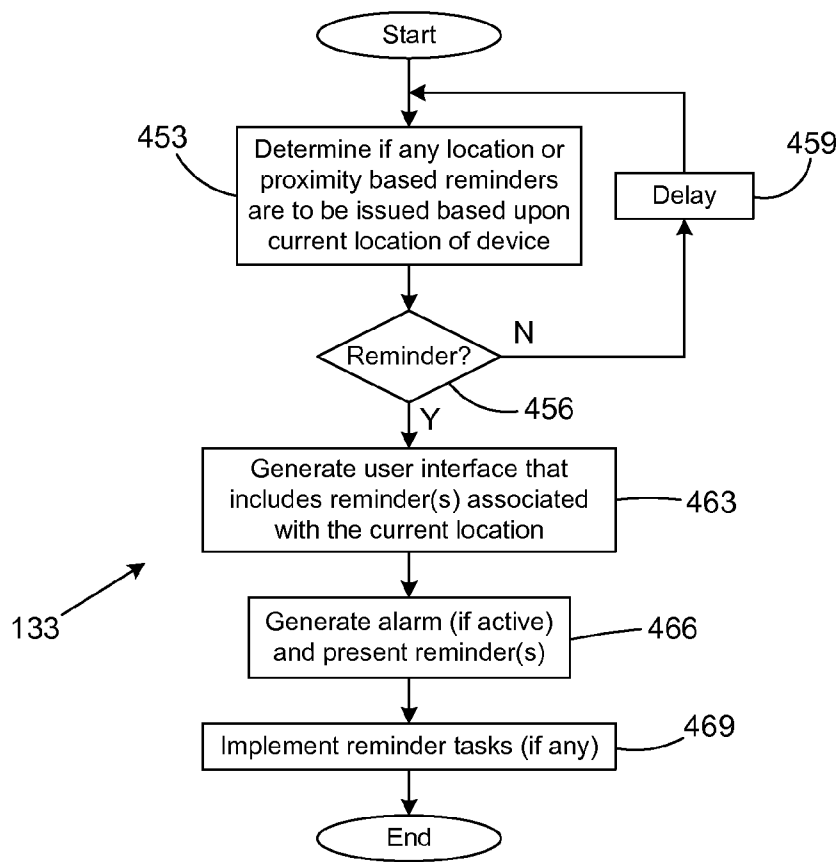 Start
453
Determine if any location or
proximity based reminders
are to be issued based upon
current location of device
459
Delay
Reminder?
N
456
Y
Generate user interface that
includes reminder(s) associated
with the current location
463
133
Generate alarm (if active)
and present reminder(s)
466
Implement reminder tasks (if any)
469
End